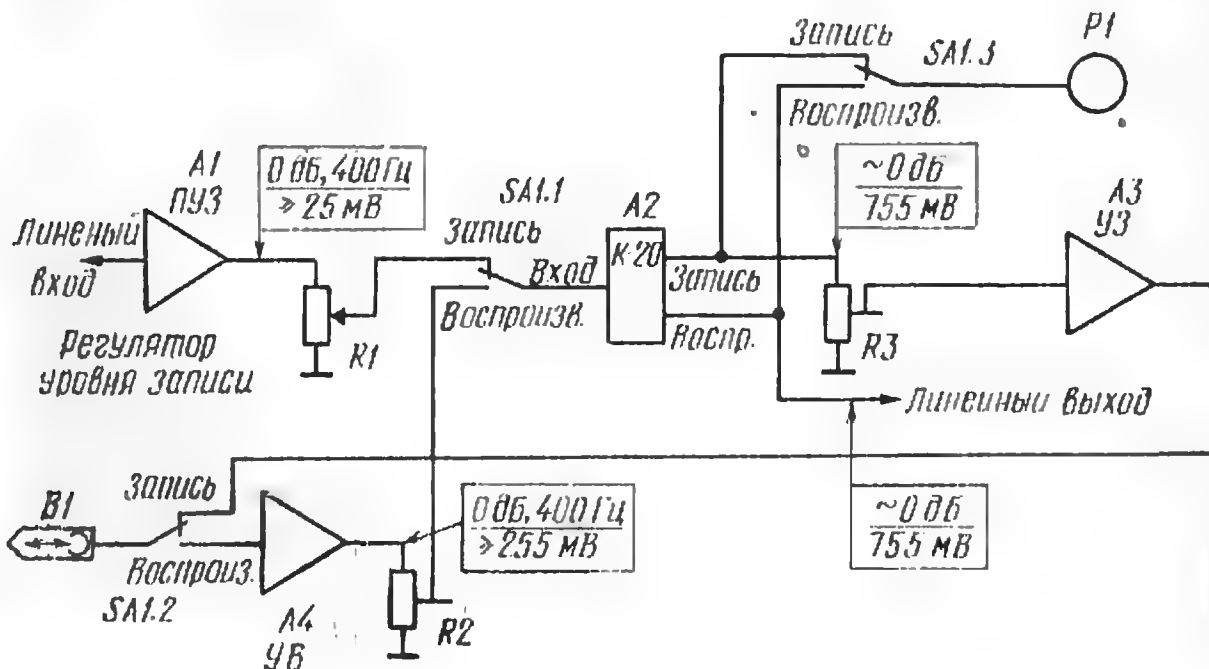 Запись
SA1.3
P1
Воспроизв.
A1
ПУЗ
0 дБ, 400 Гц
≥ 25 мВ
SA1.1
Запись
A2
~0 дБ
755 мВ
A3
УЗ
Линеный
вход
К-20
Вход
Запись
Воспроизв.
Воспр.
R1
R3
Регулятор
уровня записи
Линейный выход
B1
Запись
0 дБ, 400 Гц
≥ 255 мВ
~0 дБ
755 мВ
Воспроиз.
SA1.2
A4
УВ
R2